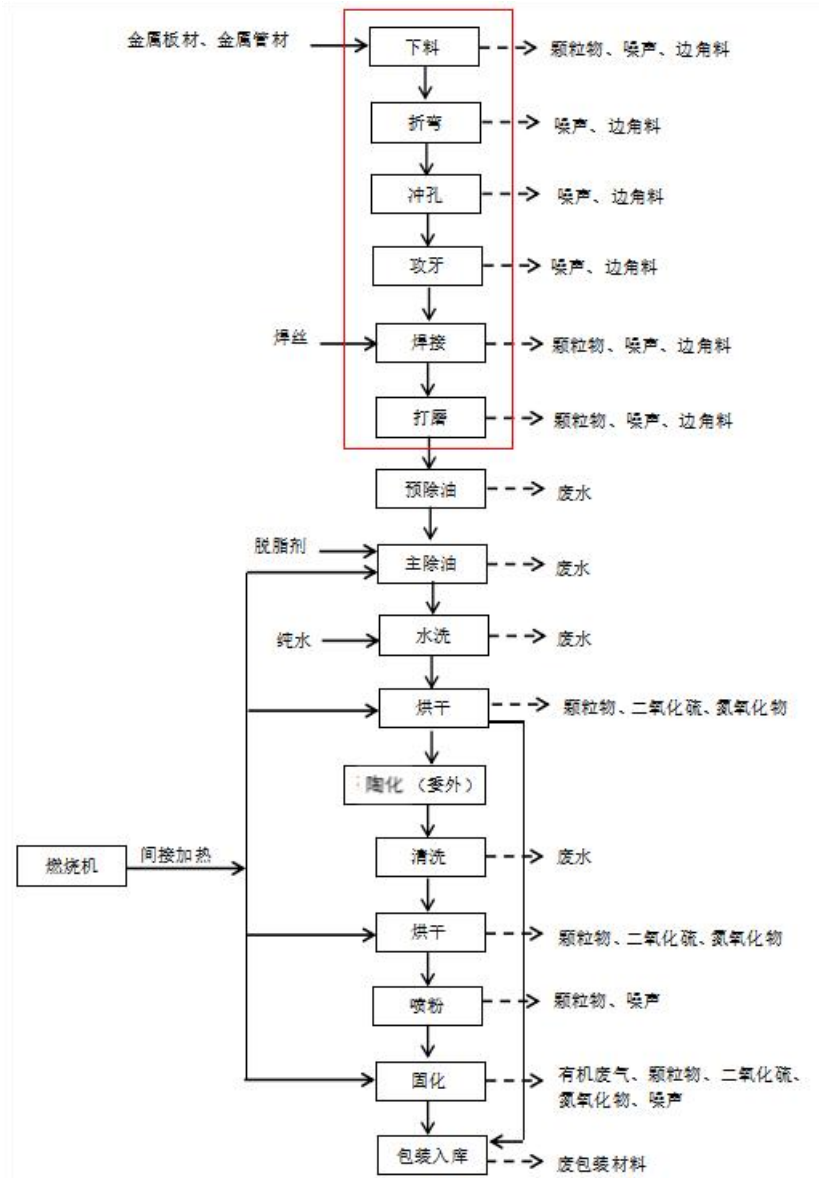 金属板材、金属管材
下料
颗粒物、噪声、边角料
折弯
噪声、边角料
冲孔
噪声、边角料
攻牙
噪声、边角料
焊丝
焊接
颗粒物、噪声、边角料
打磨
颗粒物、噪声、边角料
预除油
废水
脱脂剂
主除油
废水
纯水
水洗
废水
烘干
颗粒物、二氧化硫、氮氧化物
陶化（委外）
燃烧机
间接加热
清洗
废水
烘干
颗粒物、二氧化硫、氮氧化物
喷粉
颗粒物、噪声
固化
有机废气、颗粒物、二氧化硫、
氮氧化物、噪声
包装入库
废包装材料